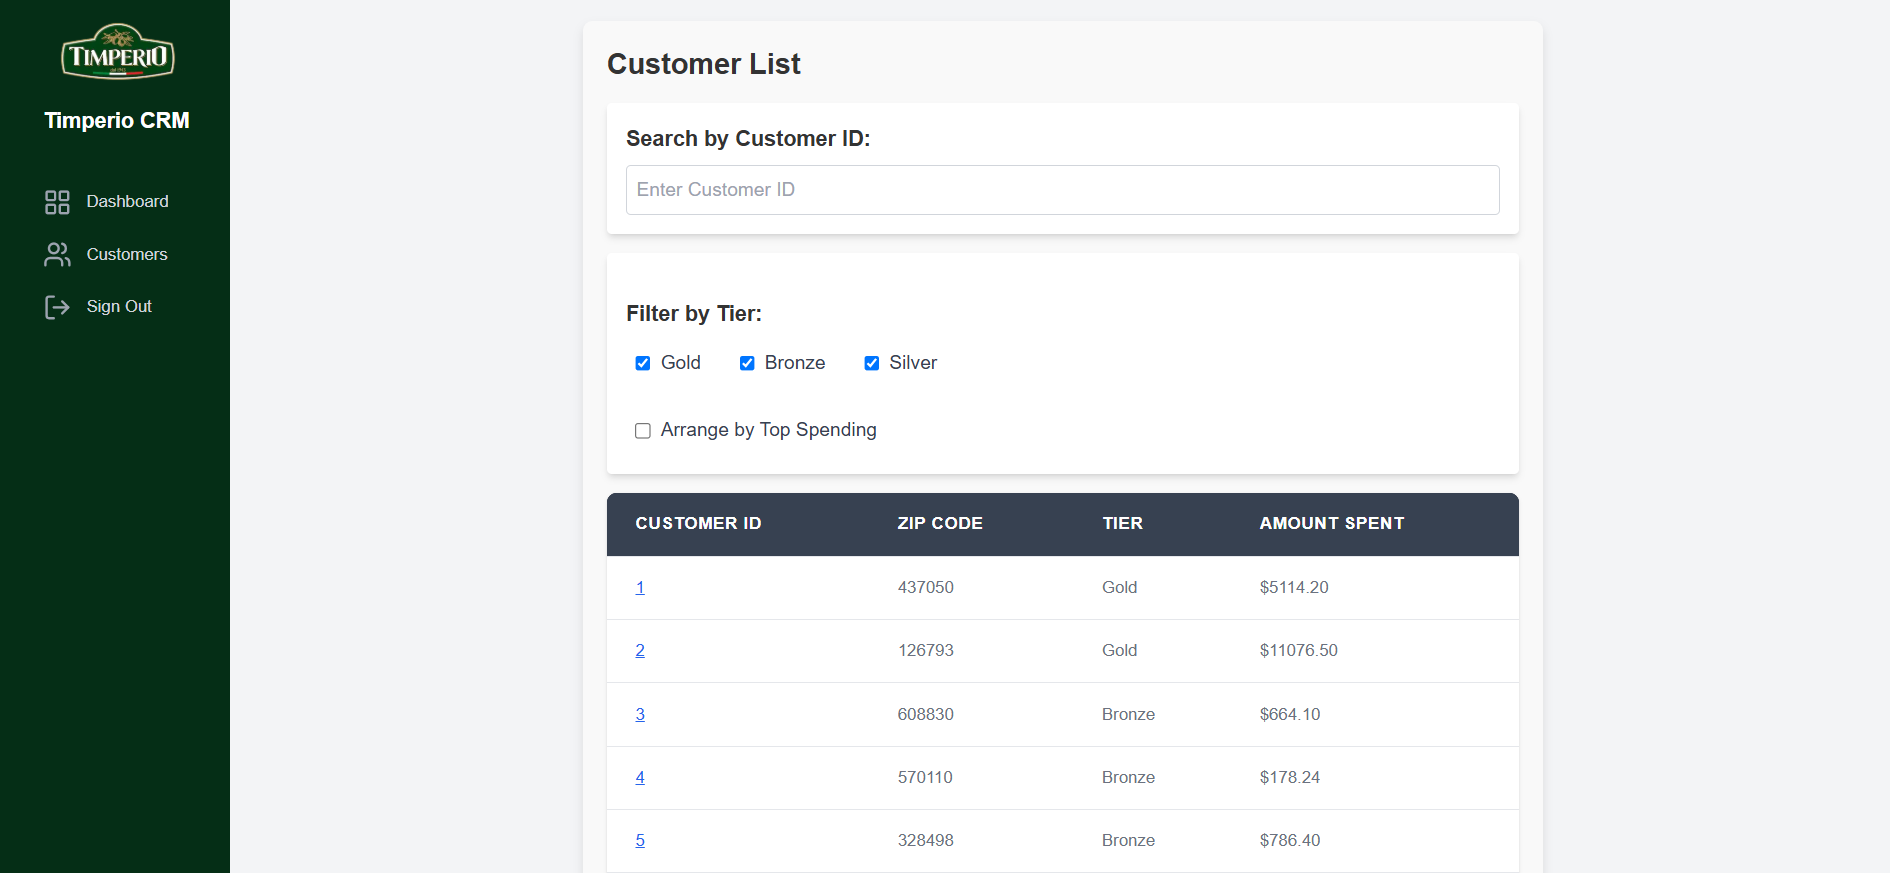 TIMPERIO
Timperio CRM
Dashboard
Customers
Sign Out
Customer List
Search by Customer ID:
Enter Customer ID
Filter by Tier:
Gold Bronze Silver
Arrange by Top Spending
CUSTOMER ID ZIP CODE TIER AMOUNT SPENT
1 437050 Gold $5114.20
2 126793 Gold $11076.50
3 608830 Bronze $664.10
4 570110 Bronze $178.24
5 328498 Bronze $786.40